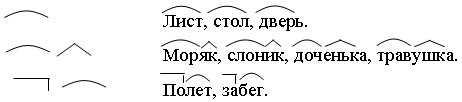 Лист, стол, дверь.
Моряк, слоник, доченька, травушка.
Полет, забег.